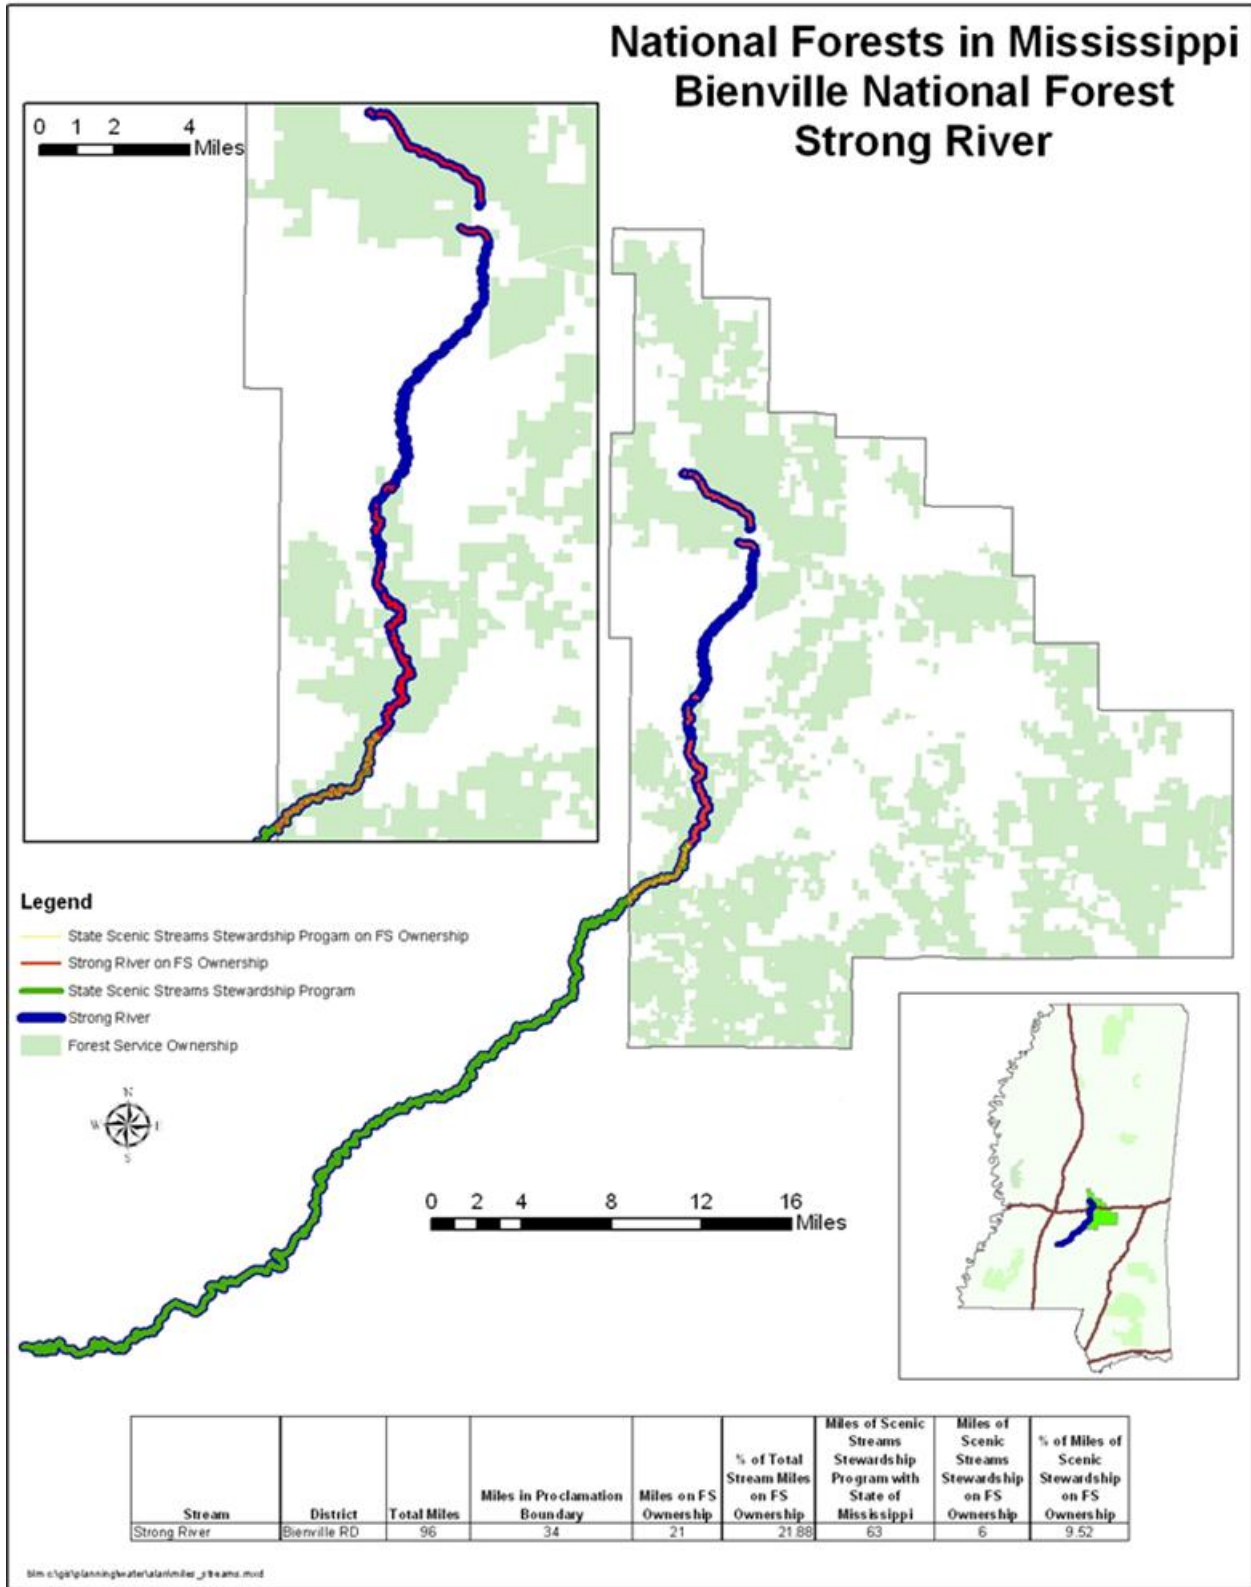 National Forests in Mississippi
Bienville National Forest
Strong River
0 1 2 4
Miles
Legend
State Scenic Streams Stewardship Progam on FS Ownership
Strong River on FS Ownership
State Scenic Streams Stewardship Program
Strong River
Forest Service Ownership
N
W E
S
0 2 4 8 12 16
Miles
Stream District Total Miles Miles in Proclamation Boundary Miles on FS Ownership % of Total Stream Miles on FS Ownership Miles of Scenic Streams Stewardship Program with State of Mississippi Miles of Scenic Streams Stewardship on FS Ownership % of Miles of Scenic Stewardship on FS Ownership
Strong River Bienville RD 96 34 21 21.88 63 6 9.52